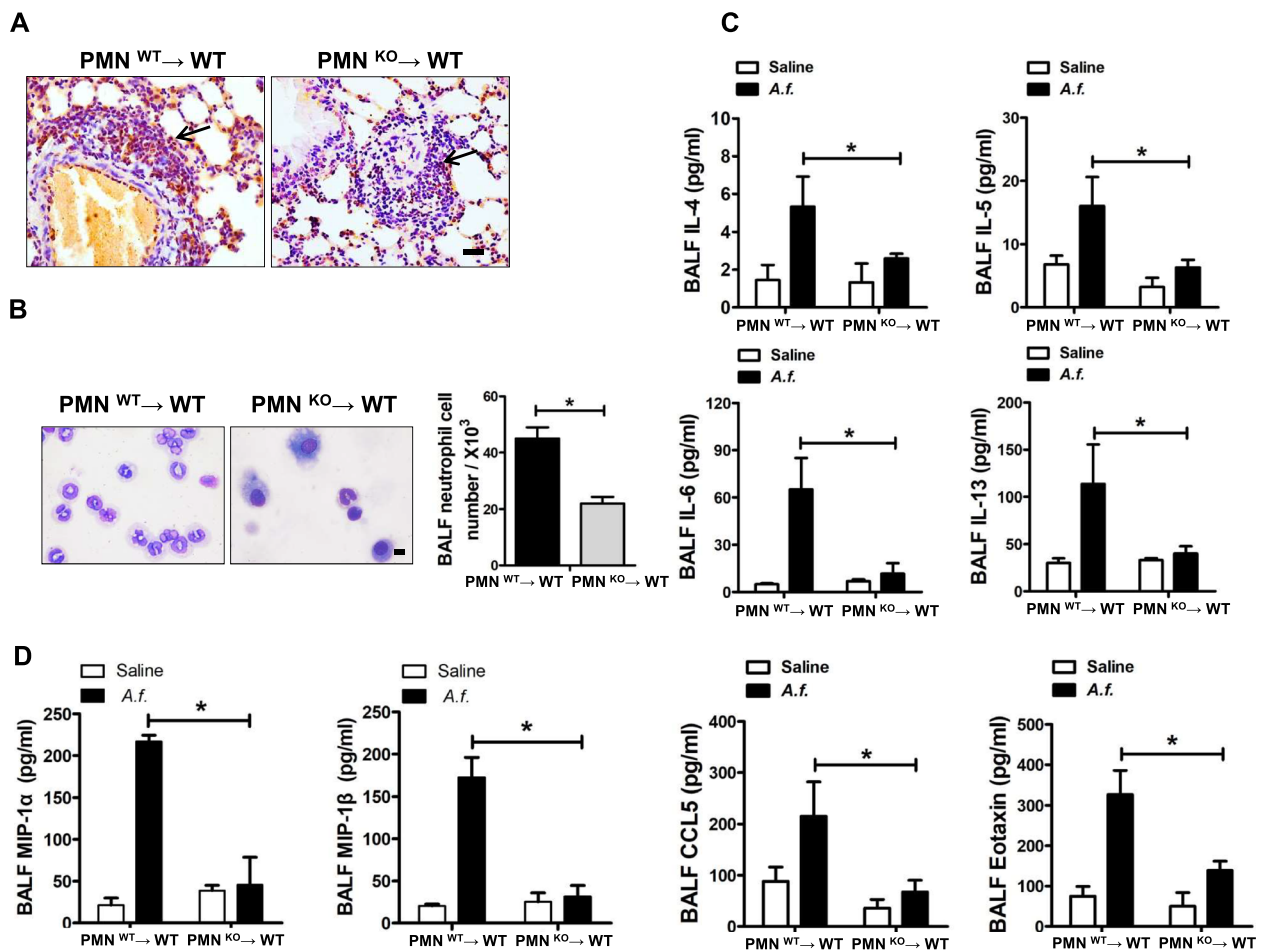 A
PMN WT→ WT
PMN KO→ WT
B
PMN WT→ WT
PMN KO→ WT
BALF neutrophil cell
number / X103
60
40
20
0
PMN WT→ WT
PMN KO→ WT
*
C
Saline
A.f.
BALF IL-4 (pg/ml)
10
8
6
4
2
0
*
PMN WT→ WT
PMN KO→ WT
Saline
A.f.
BALF IL-5 (pg/ml)
30
20
10
0
*
PMN WT→ WT
PMN KO→ WT
Saline
A.f.
BALF IL-6 (pg/ml)
120
90
60
30
0
*
PMN WT→ WT
PMN KO→ WT
Saline
A.f.
BALF IL-13 (pg/ml)
200
150
100
50
0
*
PMN WT→ WT
PMN KO→ WT
D
Saline
A.f.
BALF MIP-1α (pg/ml)
250
200
150
100
50
0
*
PMN WT→ WT
PMN KO→ WT
Saline
A.f.
BALF MIP-1β (pg/ml)
250
200
150
100
50
0
*
PMN WT→ WT
PMN KO→ WT
Saline
A.f.
BALF CCL5 (pg/ml)
400
300
200
100
0
*
PMN WT→ WT
PMN KO→ WT
Saline
A.f.
BALF Eotaxin (pg/ml)
500
400
300
200
100
0
*
PMN WT→ WT
PMN KO→ WT